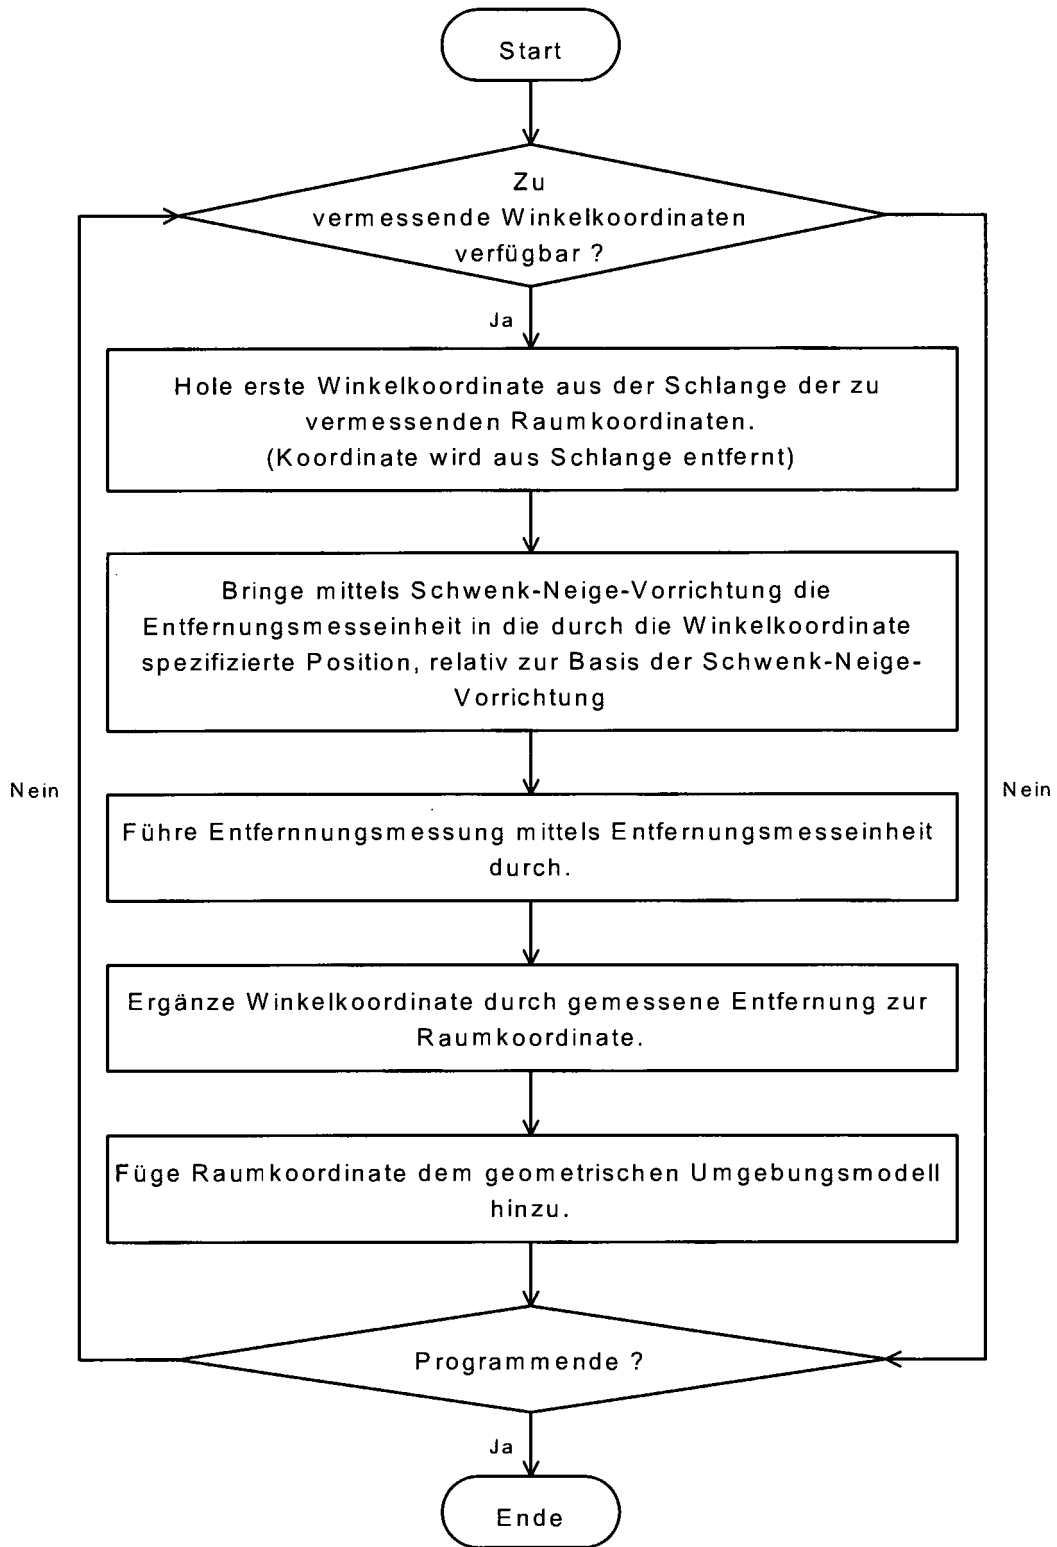 Start
Zu
vermessende Winkelkoordinaten
verfügbar ?
Ja
Hole erste Winkelkoordinate aus der Schlange der zu
vermessenden Raumkoordinaten.
(Koordinate wird aus Schlange entfernt)
Bringe mittels Schwenk-Neige-Vorrichtung die
Entfernungsmesseinheit in die durch die Winkelkoordinate
spezifizierte Position, relativ zur Basis der Schwenk-Neige-
Vorrichtung
Nein
Nein
Führe Entfernnungsmessung mittels Entfernungsmesseinheit
durch.
Ergänze Winkelkoordinate durch gemessene Entfernung zur
Raumkoordinate.
Füge Raumkoordinate dem geometrischen Umgebungsmodell
hinzu.
Programmende ?
Ja
Ende